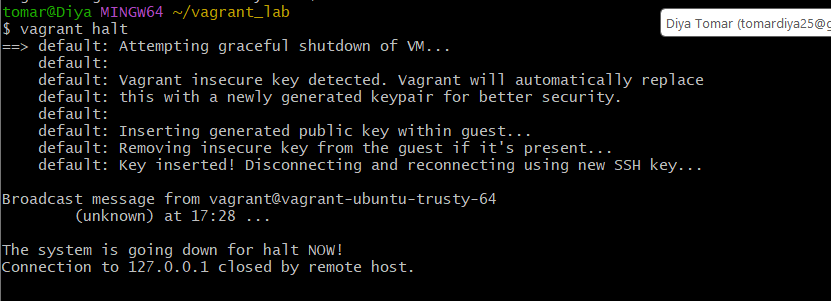 tomar@Diya MINGW64 ~/vagrant_lab
$ vagrant halt
==> default: Attempting graceful shutdown of VM...
    default:
    default: Vagrant insecure key detected. Vagrant will automatically replace
    default: this with a newly generated keypair for better security.
    default:
    default: Inserting generated public key within guest...
    default: Removing insecure key from the guest if it's present...
    default: Key inserted! Disconnecting and reconnecting using new SSH key...
Broadcast message from vagrant@vagrant-ubuntu-trusty-64
        (unknown) at 17:28 ...
The system is going down for halt NOW!
Connection to 127.0.0.1 closed by remote host.
Diya Tomar (tomardiya25@g